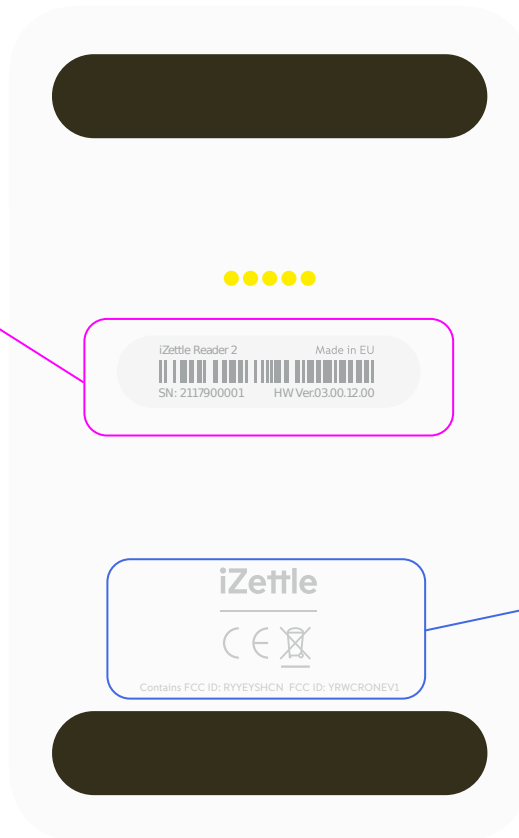 iZettle Reader 2 Made in EU
SN: 2117900001 HW Ver.03.00.12.00
iZettle
CE
Contains FCC ID: RYYEYSHCN FCC ID: YRWCRONEV1